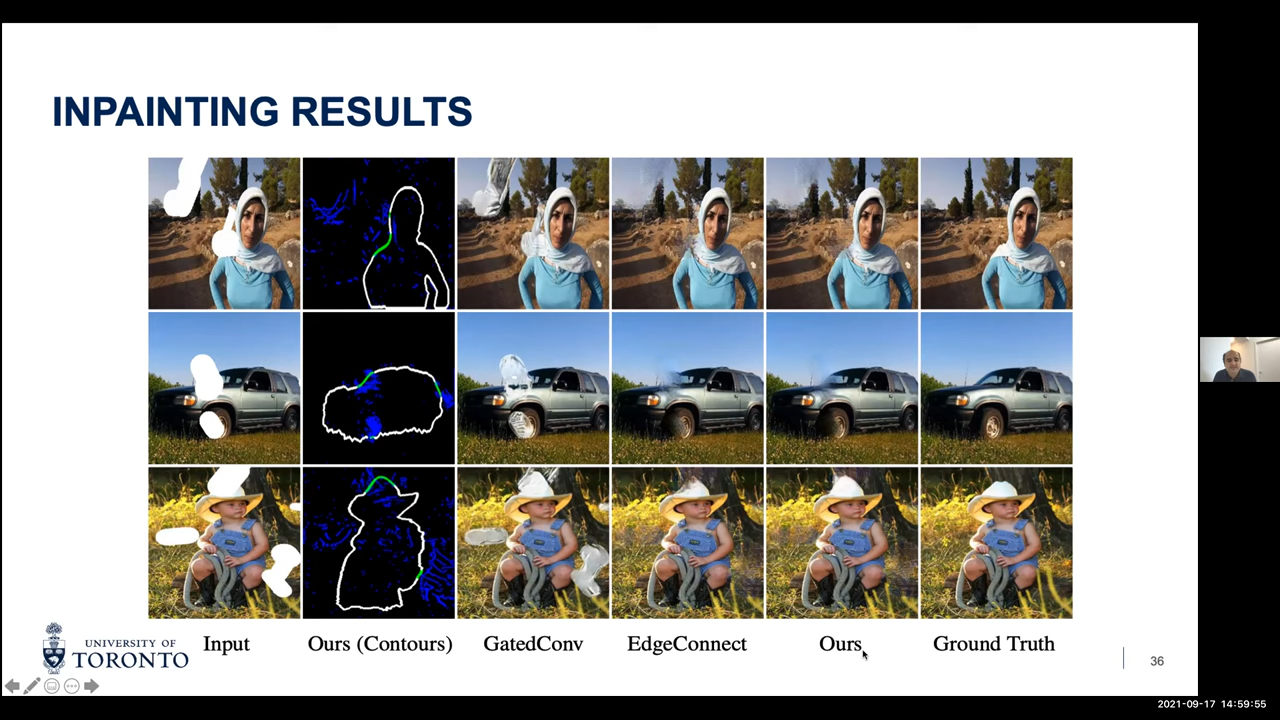 INPAINTING RESULTS
Input
Ours (Contours)
GatedConv
EdgeConnect
Ours
Ground Truth
UNIVERSITY OF
TORONTO
36
2021-09-17 14:59:55